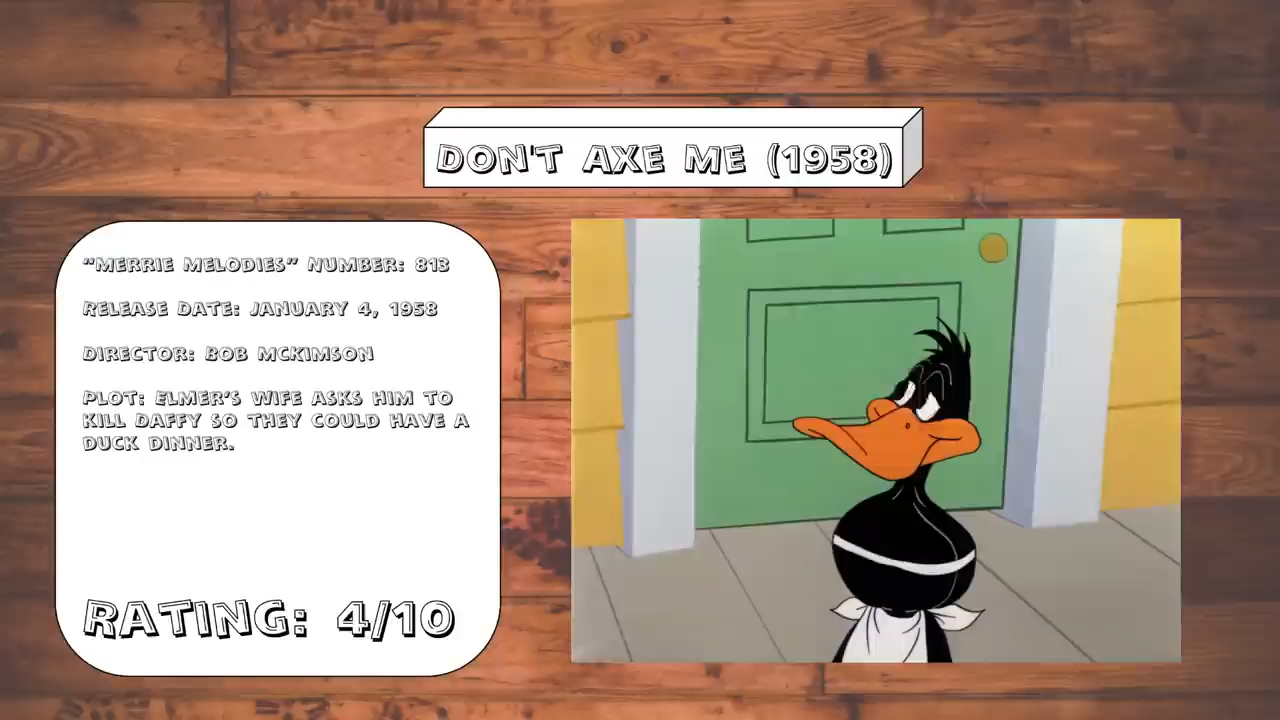 DON'T AXE ME (1958)
"MERRIE MELODIES" NUMBER: 813
RELEASE DATE: JANUARY 4, 1958
DIRECTOR: BOB MCKIMSON
PLOT: ELMER'S WIFE ASKS HIM TO
KILL DAFFY SO THEY COULD HAVE A
DUCK DINNER.
RATING: 4/10